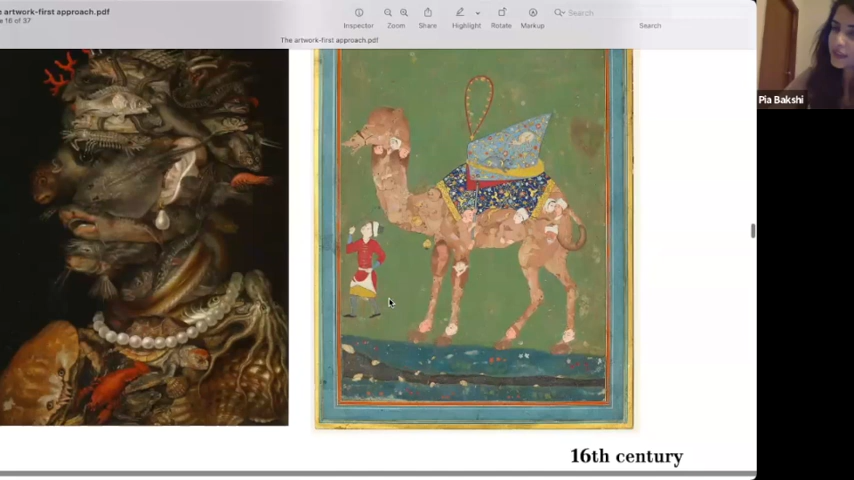 e artwork-first approach.pdf
e 16 of 37
Inspector
Zoom
Share
Highlight
Rotate
Markup
Search
Search
The artwork-first approach.pdf
Pia Bakshi
16th century